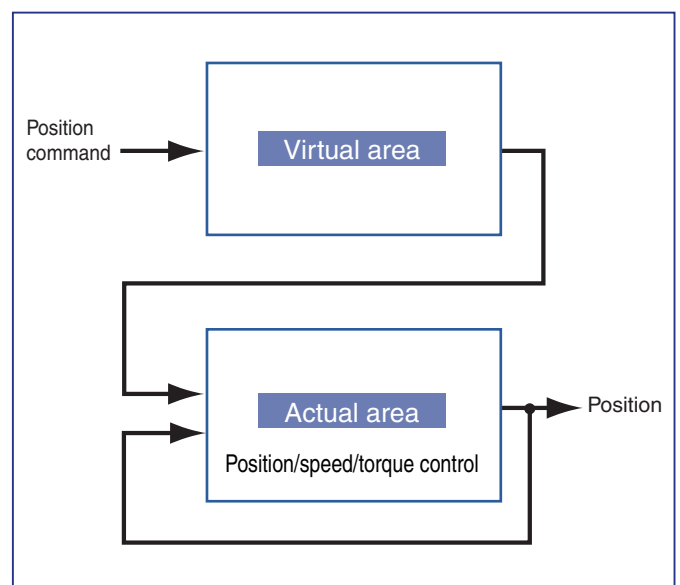 Position
command
Virtual area
Actual area
Position/speed/torque control
Position